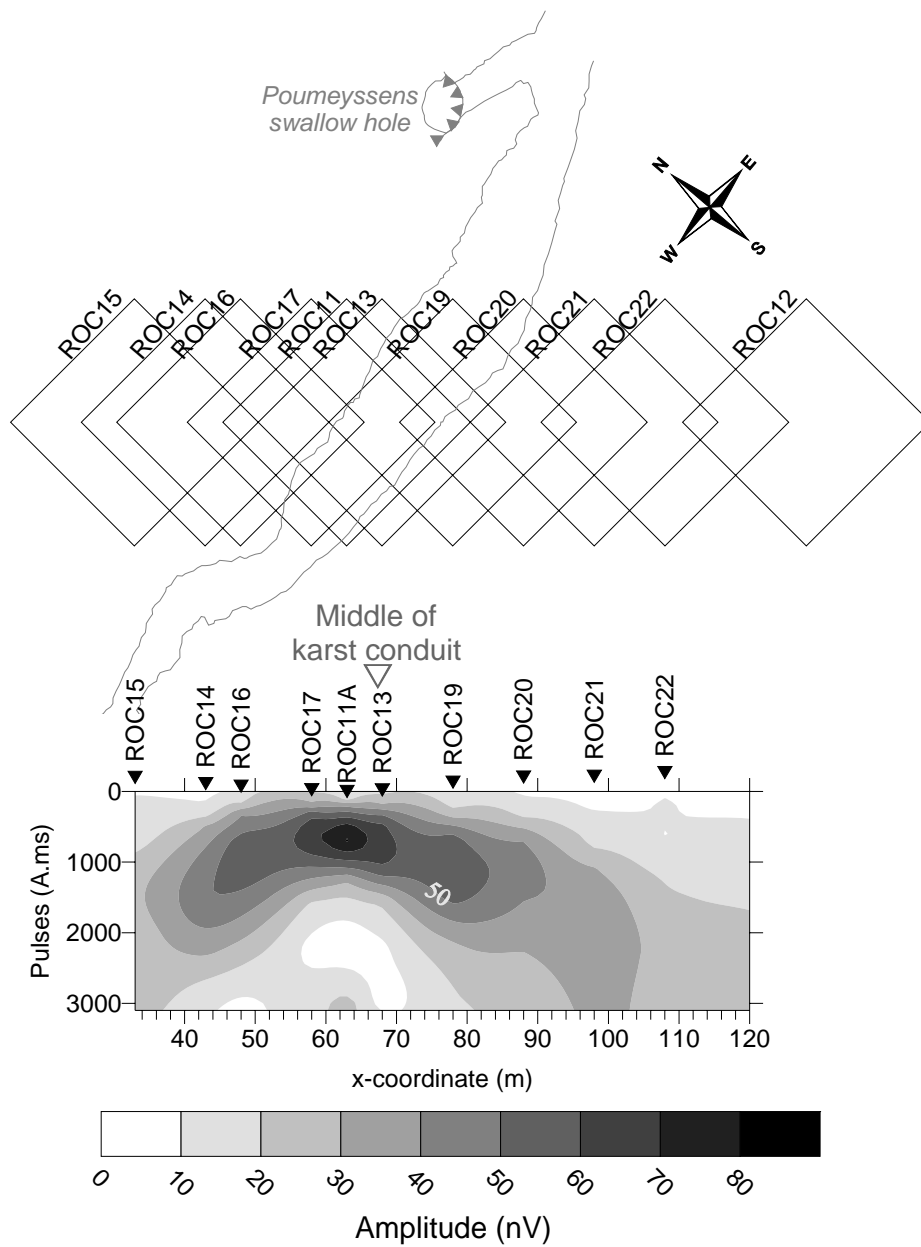 Poumeyssens
swallow hole
N
E
W
S
ROC15
ROC14
ROC16
ROC17
ROC11
ROC13
ROC19
ROC20
ROC21
ROC22
ROC12
Middle of
karst conduit
ROC15
ROC14
ROC16
ROC17
ROC11A
ROC13
ROC19
ROC20
ROC21
ROC22
0
1000
2000
3000
Pulses (A.ms)
50
40 50 60 70 80 90 100 110 120
x-coordinate (m)
0 10 20 30 40 50 60 70 80
Amplitude (nV)